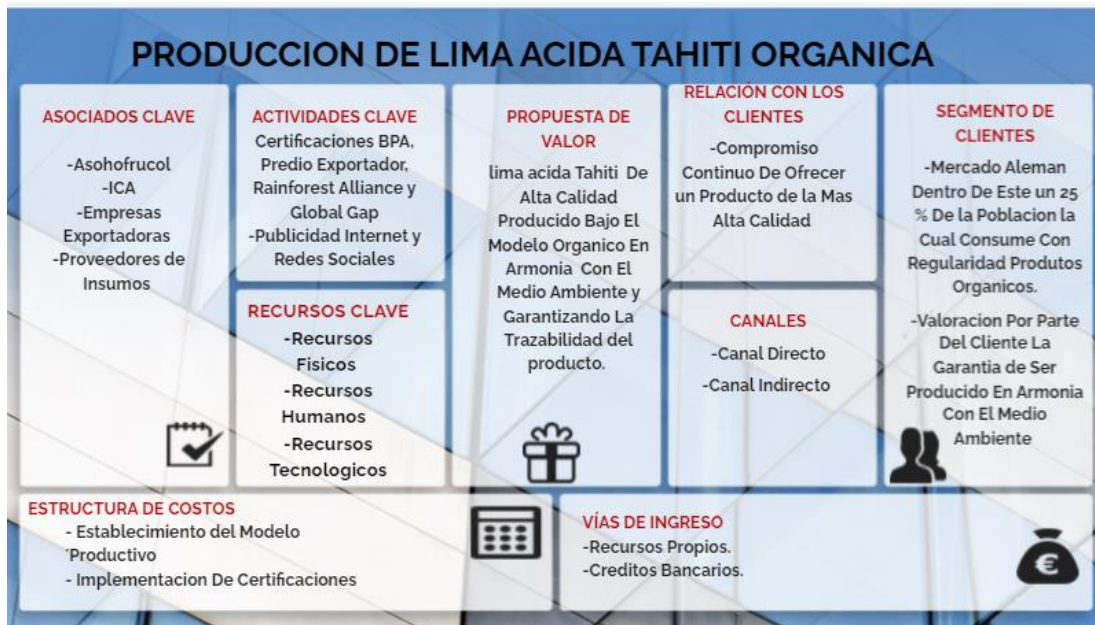 PRODUCCION DE LIMA ACIDA TAHITI ORGANICA
ASOCIADOS CLAVE
-Asohofrucol
-ICA
-Empresas
Exportadoras
-Proveedores de
Insumos
ACTIVIDADES CLAVE
Certificaciones BPA,
Predio Exportador,
Rainforest Alliance y
Global Gap
-Publicidad Internet y
Redes Sociales
RECURSOS CLAVE
-Recursos
Fisicos
-Recursos
Humanos
-Recursos
Tecnologicos
PROPUESTA DE
VALOR
lima acida Tahiti De
Alta Calidad
Producido Bajo El
Modelo Organico En
Armonia Con El
Medio Ambiente y
Garantizando La
Trazabilidad del
producto.
RELACIÓN CON LOS
CLIENTES
-Compromiso
Continuo De Ofrecer
un Producto de la Mas
Alta Calidad
CANALES
-Canal Directo
-Canal Indirecto
SEGMENTO DE
CLIENTES
-Mercado Aleman
Dentro De Este un 25
% De la Poblacion la
Cual Consume Con
Regularidad Produtos
Organicos.
-Valoracion Por Parte
Del Cliente La
Garantia de Ser
Producido En Armonia
Con El Medio
Ambiente
ESTRUCTURA DE COSTOS
- Establecimiento del Modelo
´Productivo
- Implementacion De Certificaciones
VÍAS DE INGRESO
-Recursos Propios.
-Creditos Bancarios.
€